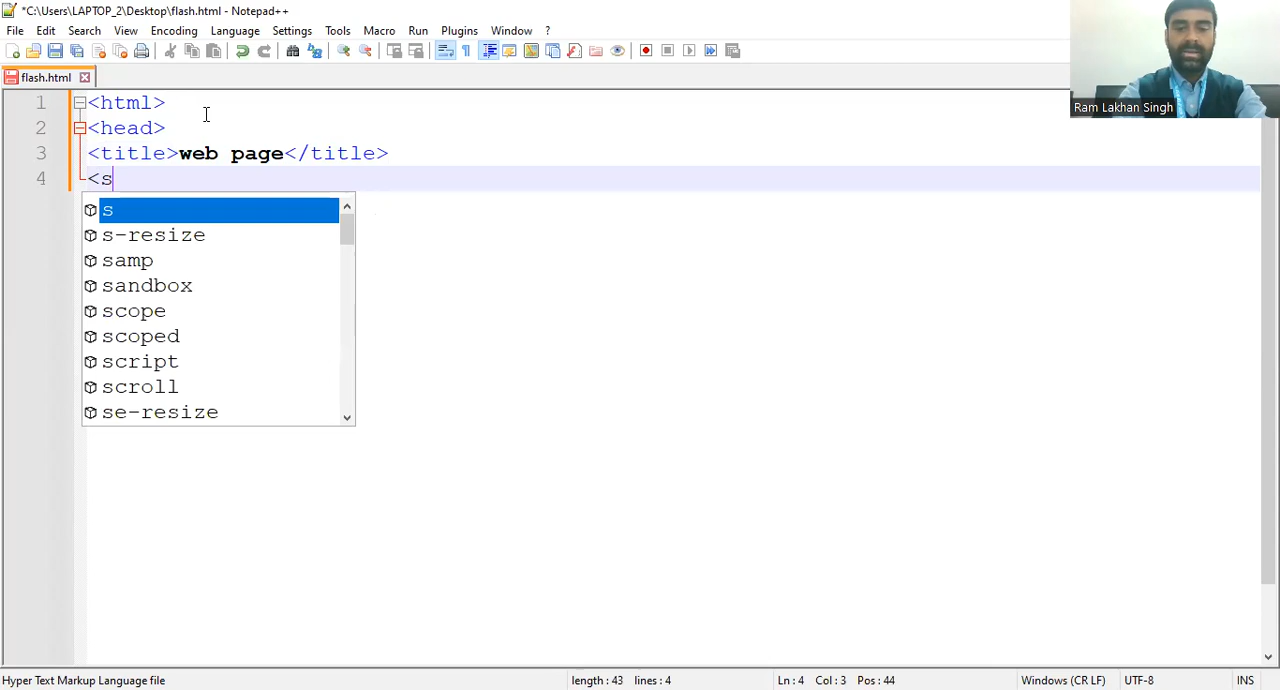 *C:\Users\LAPTOP_2\Desktop\flash.html - Notepad++
File Edit Search View Encoding Language Settings Tools Macro Run Plugins Window ?
flash.html
1 <html>
2 <head>
3 <title>web page</title>
4 <s
s
s-resize
samp
sandbox
scope
scoped
script
scroll
se-resize
Ram Lakhan Singh
Hyper Text Markup Language file length : 43 lines : 4 Ln : 4 Col : 3 Pos : 44 Windows (CR LF) UTF-8 INS